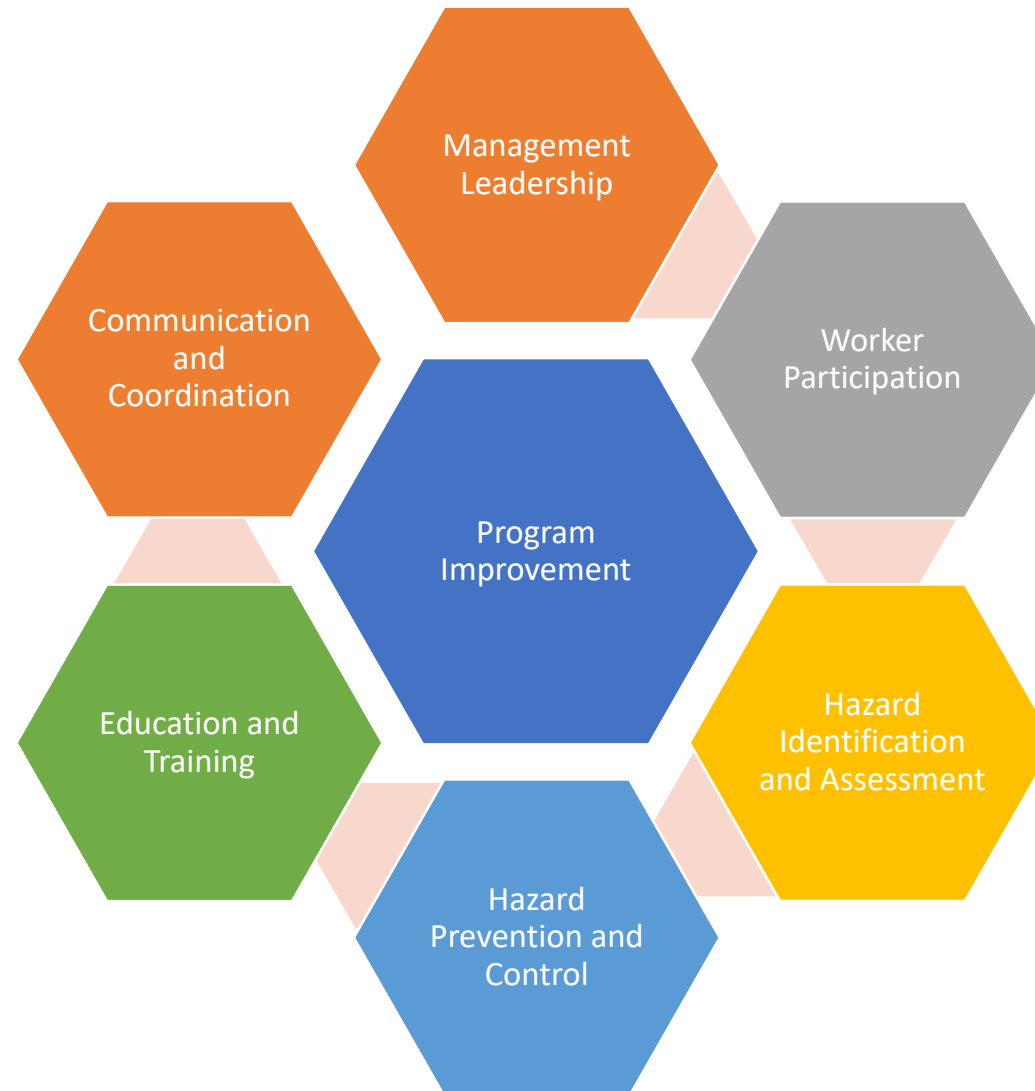 Management
Leadership
Worker
Participation
Hazard
Identification
and Assessment
Hazard
Prevention and
Control
Education and
Training
Communication
and
Coordination
Program
Improvement